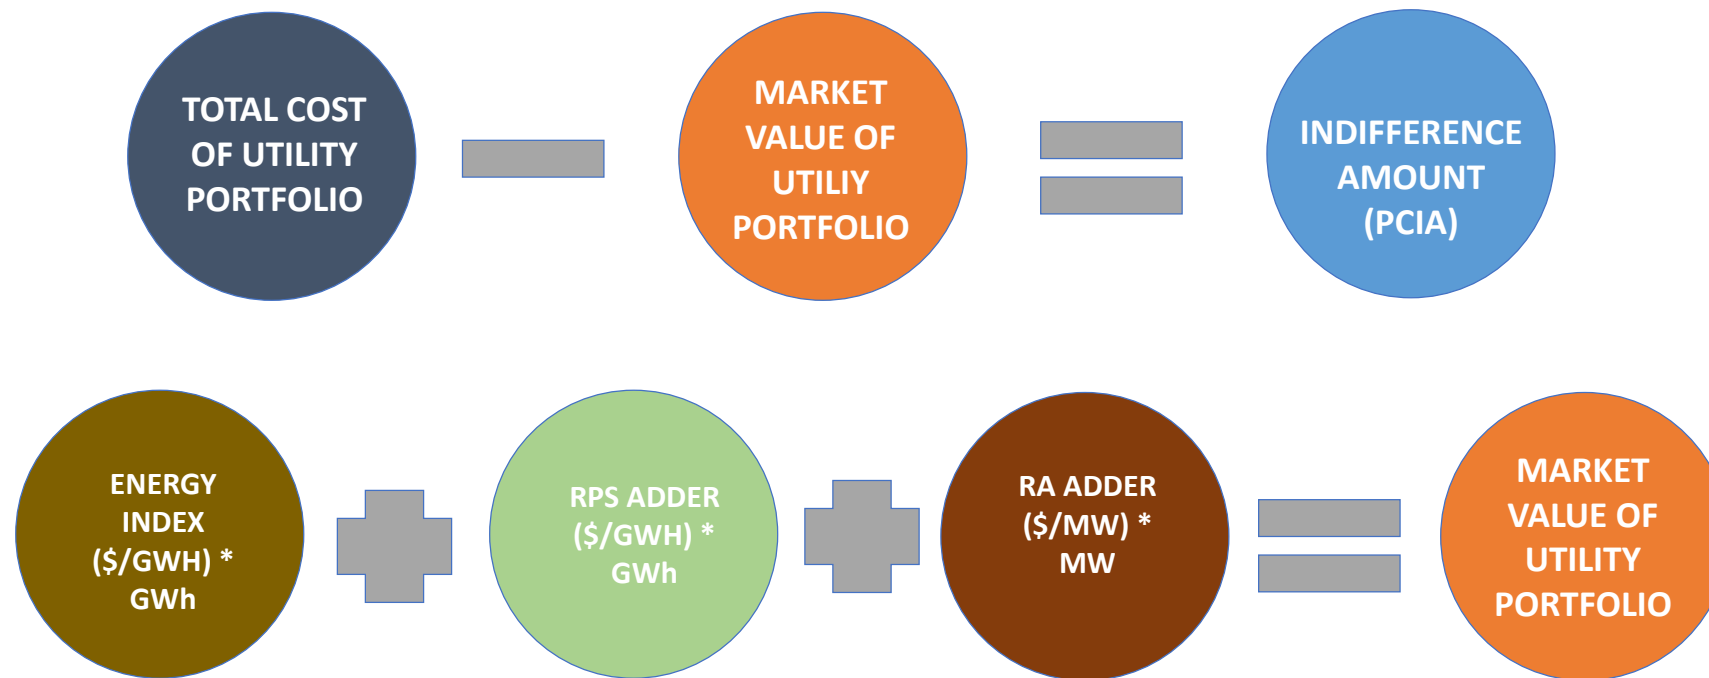 TOTAL COST
OF UTILITY
PORTFOLIO
MARKET
VALUE OF
UTILIY
PORTFOLIO
INDIFFERENCE
AMOUNT
(PCIA)
ENERGY
INDEX
($/GWH) *
GWh
RPS ADDER
($/GWH) *
GWh
RA ADDER
($/MW) *
MW
MARKET
VALUE OF
UTILITY
PORTFOLIO